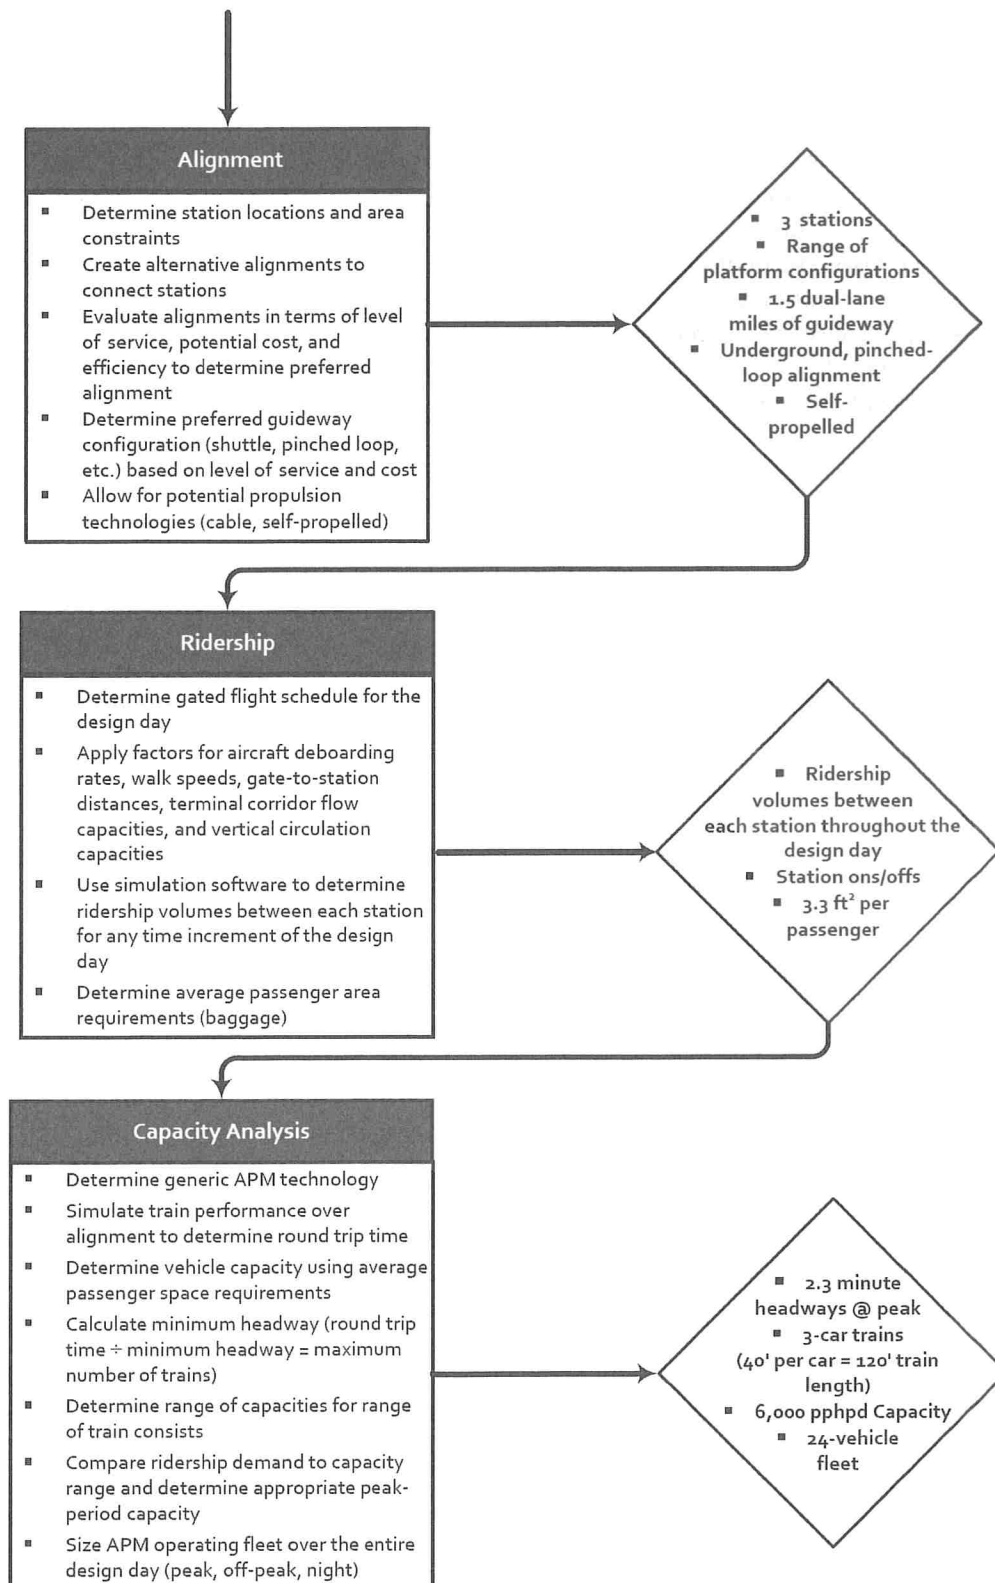 Alignment
▪ Determine station locations and area
constraints
▪ Create alternative alignments to
connect stations
▪ Evaluate alignments in terms of level
of service, potential cost, and
efficiency to determine preferred
alignment
▪ Determine preferred guideway
configuration (shuttle, pinched loop,
etc.) based on level of service and cost
▪ Allow for potential propulsion
technologies (cable, self-propelled)
▪ 3 stations
▪ Range of
platform configurations
▪ 1.5 dual-lane
miles of guideway
▪ Underground, pinched-
loop alignment
▪ Self-
propelled
Ridership
▪ Determine gated flight schedule for the
design day
▪ Apply factors for aircraft deboarding
rates, walk speeds, gate-to-station
distances, terminal corridor flow
capacities, and vertical circulation
capacities
▪ Use simulation software to determine
ridership volumes between each station
for any time increment of the design
day
▪ Determine average passenger area
requirements (baggage)
▪ Ridership
volumes between
each station throughout the
design day
▪ Station ons/offs
▪ 3.3 ft² per
passenger
Capacity Analysis
▪ Determine generic APM technology
▪ Simulate train performance over
alignment to determine round trip time
▪ Determine vehicle capacity using average
passenger space requirements
▪ Calculate minimum headway (round trip
time ÷ minimum headway = maximum
number of trains)
▪ Determine range of capacities for range
of train consists
▪ Compare ridership demand to capacity
range and determine appropriate peak-
period capacity
▪ Size APM operating fleet over the entire
design day (peak, off-peak, night)
▪ 2.3 minute
headways @ peak
▪ 3-car trains
(40' per car = 120' train
length)
▪ 6,000 pphpd Capacity
▪ 24-vehicle
fleet